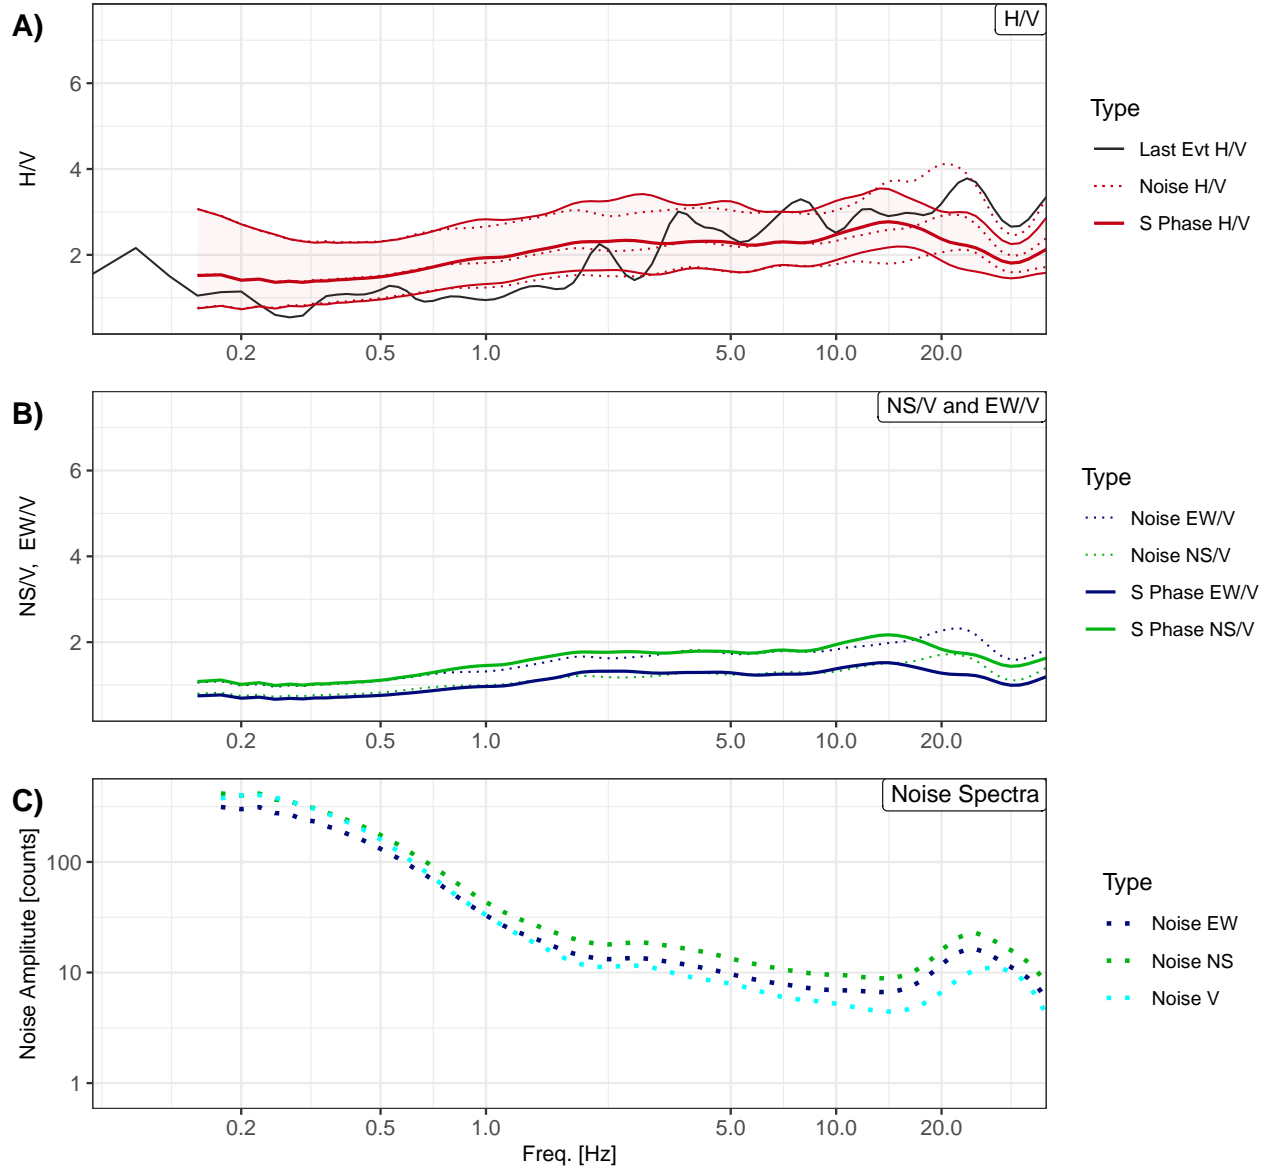 A)
H/V
6
4
2
H/V
0.2 0.5 1.0 5.0 10.0 20.0
Type
Last Evt H/V
Noise H/V
S Phase H/V
B)
NS/V and EW/V
6
4
2
NS/V, EW/V
0.2 0.5 1.0 5.0 10.0 20.0
Type
Noise EW/V
Noise NS/V
S Phase EW/V
S Phase NS/V
C)
Noise Spectra
100
10
1
Noise Amplitute [counts]
0.2 0.5 1.0 5.0 10.0 20.0
Freq. [Hz]
Type
Noise EW
Noise NS
Noise V